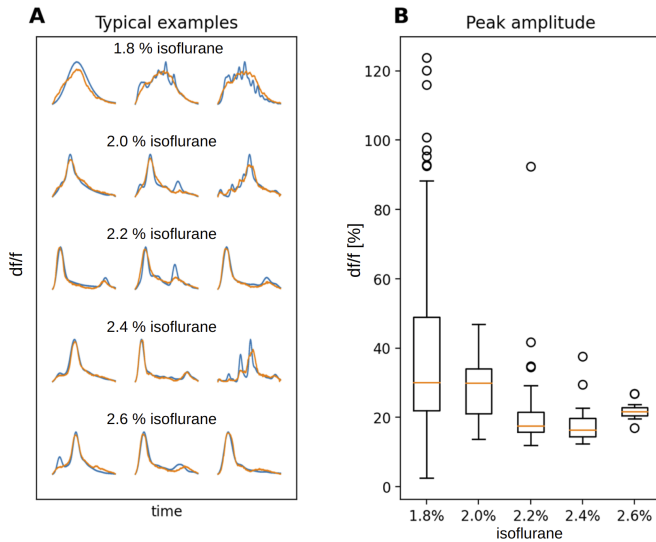 A
Typical examples
1.8 % isoflurane
2.0 % isoflurane
2.2 % isoflurane
2.4 % isoflurane
2.6 % isoflurane
df/f
time
B
Peak amplitude
df/f [%]
120
100
80
60
40
20
0
1.8% 2.0% 2.2% 2.4% 2.6%
isoflurane